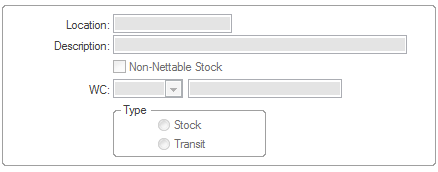 Location:
Description:
Non-Nettable Stock
WC:
Type
Stock
Transit